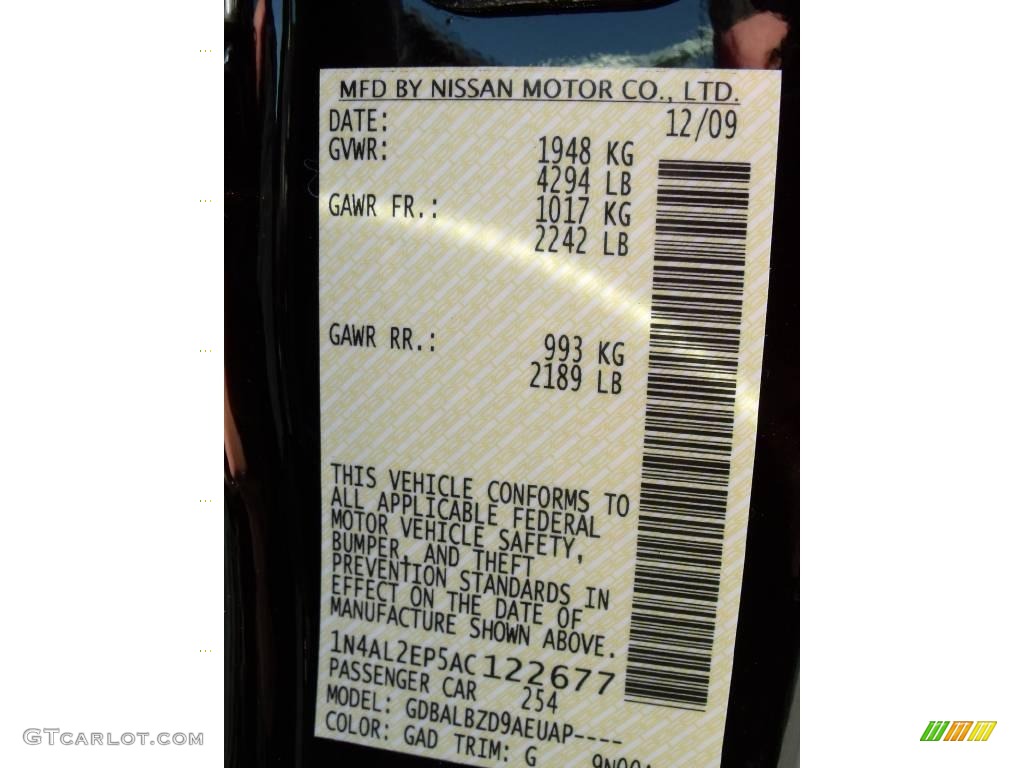 MFD BY NISSAN MOTOR CO., LTD.
DATE: 12/09
GVWR: 1948 KG
4294 LB
GAWR FR.: 1017 KG
2242 LB
GAWR RR.: 993 KG
2189 LB
THIS VEHICLE CONFORMS TO
ALL APPLICABLE FEDERAL
MOTOR VEHICLE SAFETY,
BUMPER, AND THEFT
PREVENTION STANDARDS IN
EFFECT ON THE DATE OF
MANUFACTURE SHOWN ABOVE.
1N4AL2EP5AC122677
PASSENGER CAR 254
MODEL: GDBALBZD9AEUAP----
COLOR: GAD TRIM: G
GTCARLOT.COM